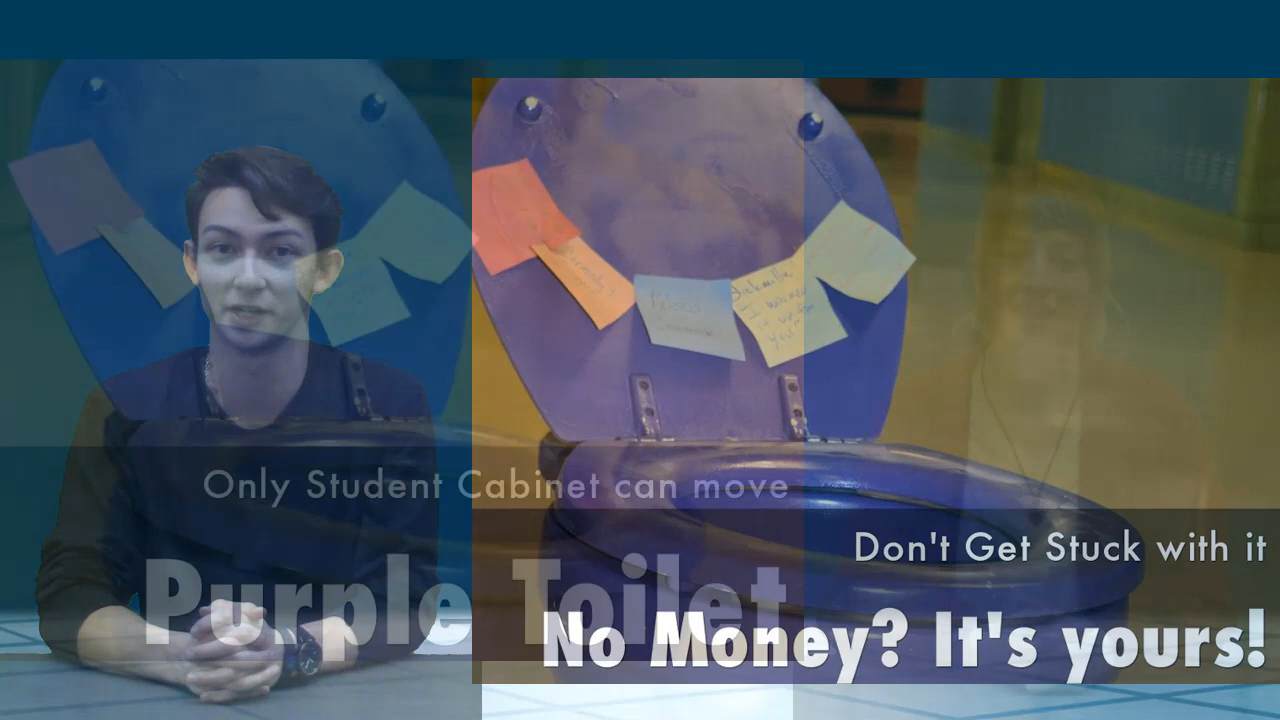 Only Student Cabinet can move
Purple Toilet
Don't Get Stuck with it
No Money? It's yours!